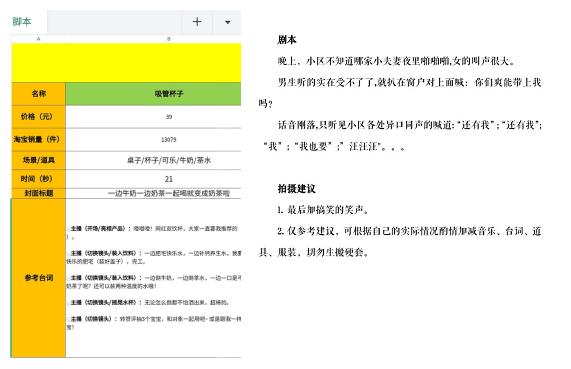 脚本
A
B
名称
吸管杯子
价格（元）
39
淘宝销量（件）
13079
场景/道具
桌子/杯子/可乐/牛奶/茶水
时间（秒）
21
封面标题
一边牛奶一边奶茶一起喝就变成奶茶啦
参考台词
主播（开场/亮相产品）：噔噔噔！网红双饮杯，大家一直要我推荐的
）。
主播（切换镜头/装入饮料）：一边肥宅快乐水，一边补钙养生水。我要
快乐的肥宅（装好盖子），完工。
主播（切换镜头/装入饮料）：一边倒牛奶，一边倒茶水，一边一口是不
奶茶了呢？还可以装两种温度的水哦！
主播（切换镜头/摇晃水杯）：无论怎么倒都不怕洒出来，超棒的。
主播（切换镜头）：转管评抽3个宝宝，和对象一起用吧~ 或是跟我一样
宝！
剧本
晚上，小区不知道哪家小夫妻夜里啪啪啪,女的叫声很大。
男生听的实在受不了了,就扒在窗户对上面喊：你们爽能带上我
吗？
话音刚落,只听见小区各处异口同声的喊道:“还有我”;“还有我”;
“我”；“我也要”；”汪汪汪"。。。
拍摄建议
1. 最后加搞笑的笑声。
2. 仅参考建议，可根据自己的实际情况酌情加减音乐、台词、道
具、服装，切勿生搬硬套。